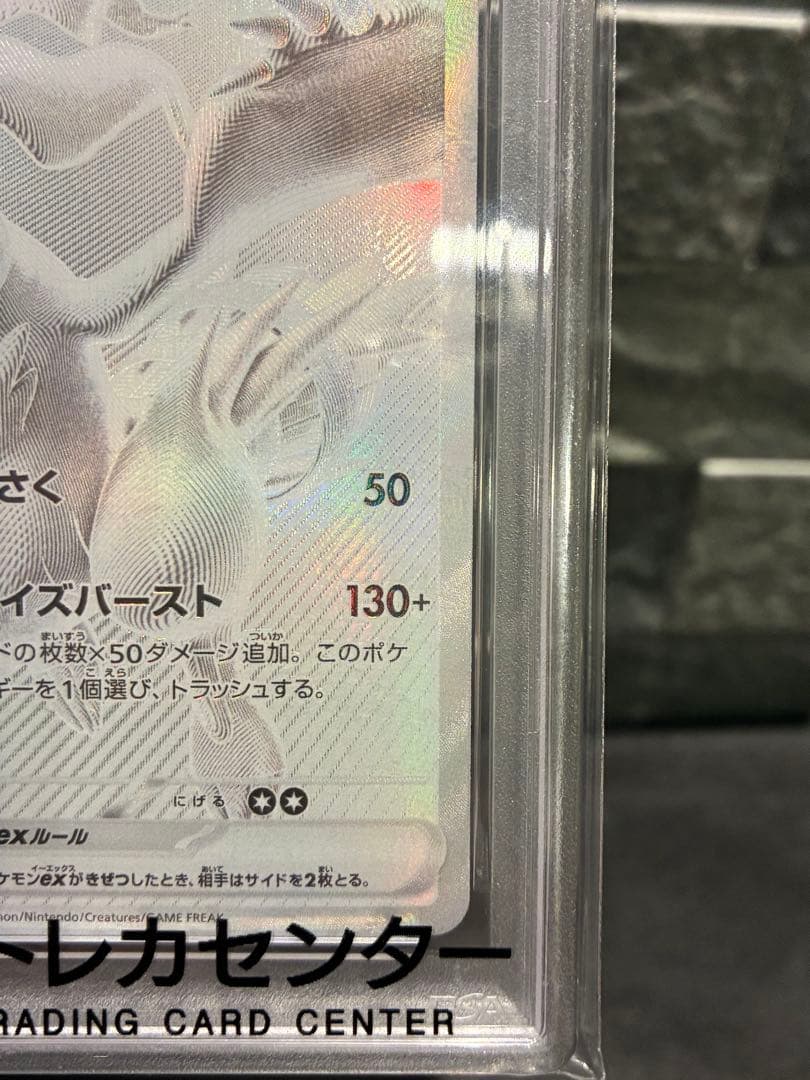 さく 50
イズバースト 130+
ドの枚数×50ダメージ追加。このポケ
ギーを1個選び、トラッシュする。
にげる
exルール
ケモンexがきぜつしたとき、相手はサイドを2枚とる。
mon/Nintendo/Creatures/GAME FREAK
トレカセンター
RADING CARD CENTER
PSA